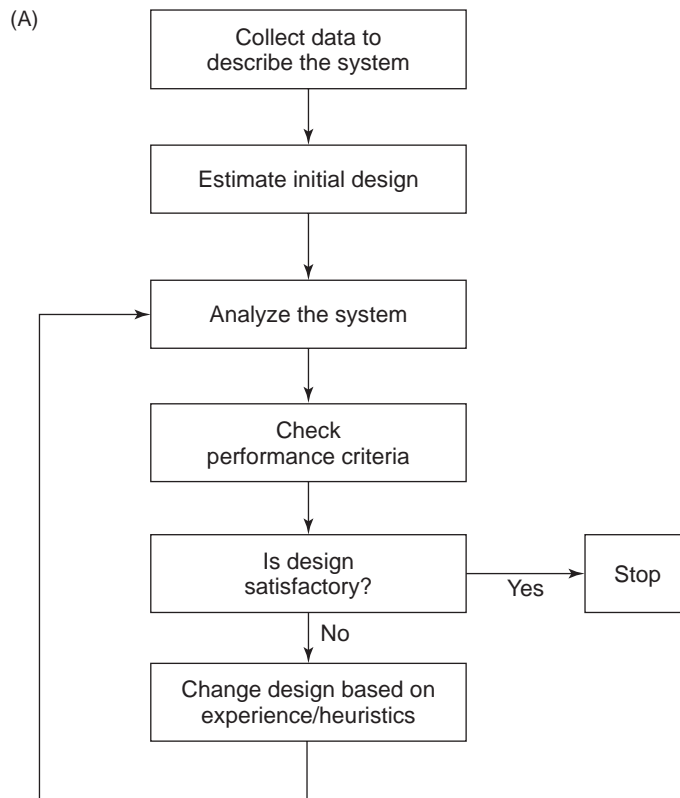 (A)
Collect data to
describe the system
Estimate initial design
Analyze the system
Check
performance criteria
Is design
satisfactory?
Yes
Stop
No
Change design based on
experience/heuristics